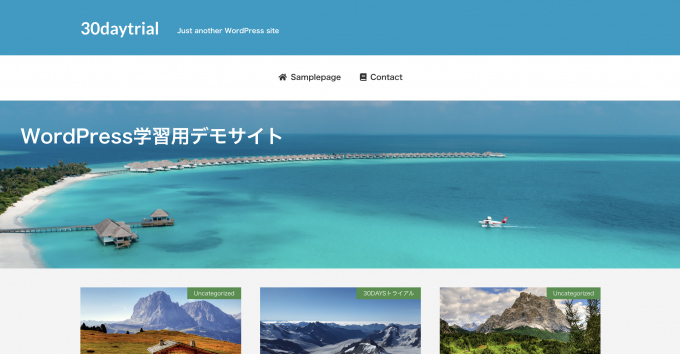 30daytrial
Just another WordPress site
Samplepage
Contact
WordPress学習用デモサイト
Uncategorized
30DAYSトライアル
Uncategorized